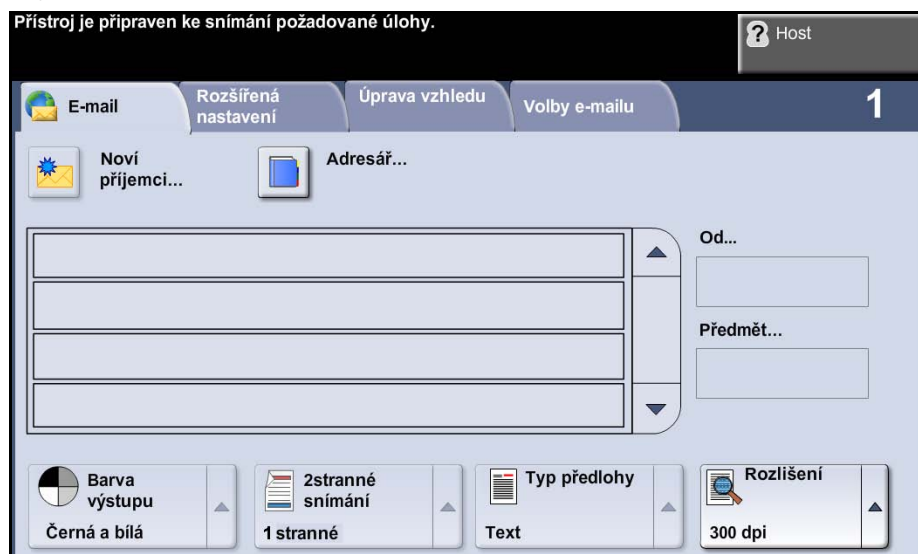 Přístroj je připraven ke snímání požadované úlohy.
? Host
E-mail
Rozšířená
nastavení
Úprava vzhledu
Volby e-mailu
1
Noví
příjemci...
Adresář...
Od...
Předmět...
Barva
výstupu
Černá a bílá
2stranné
snímání
1 stranné
Typ předlohy
Text
Rozlišení
300 dpi